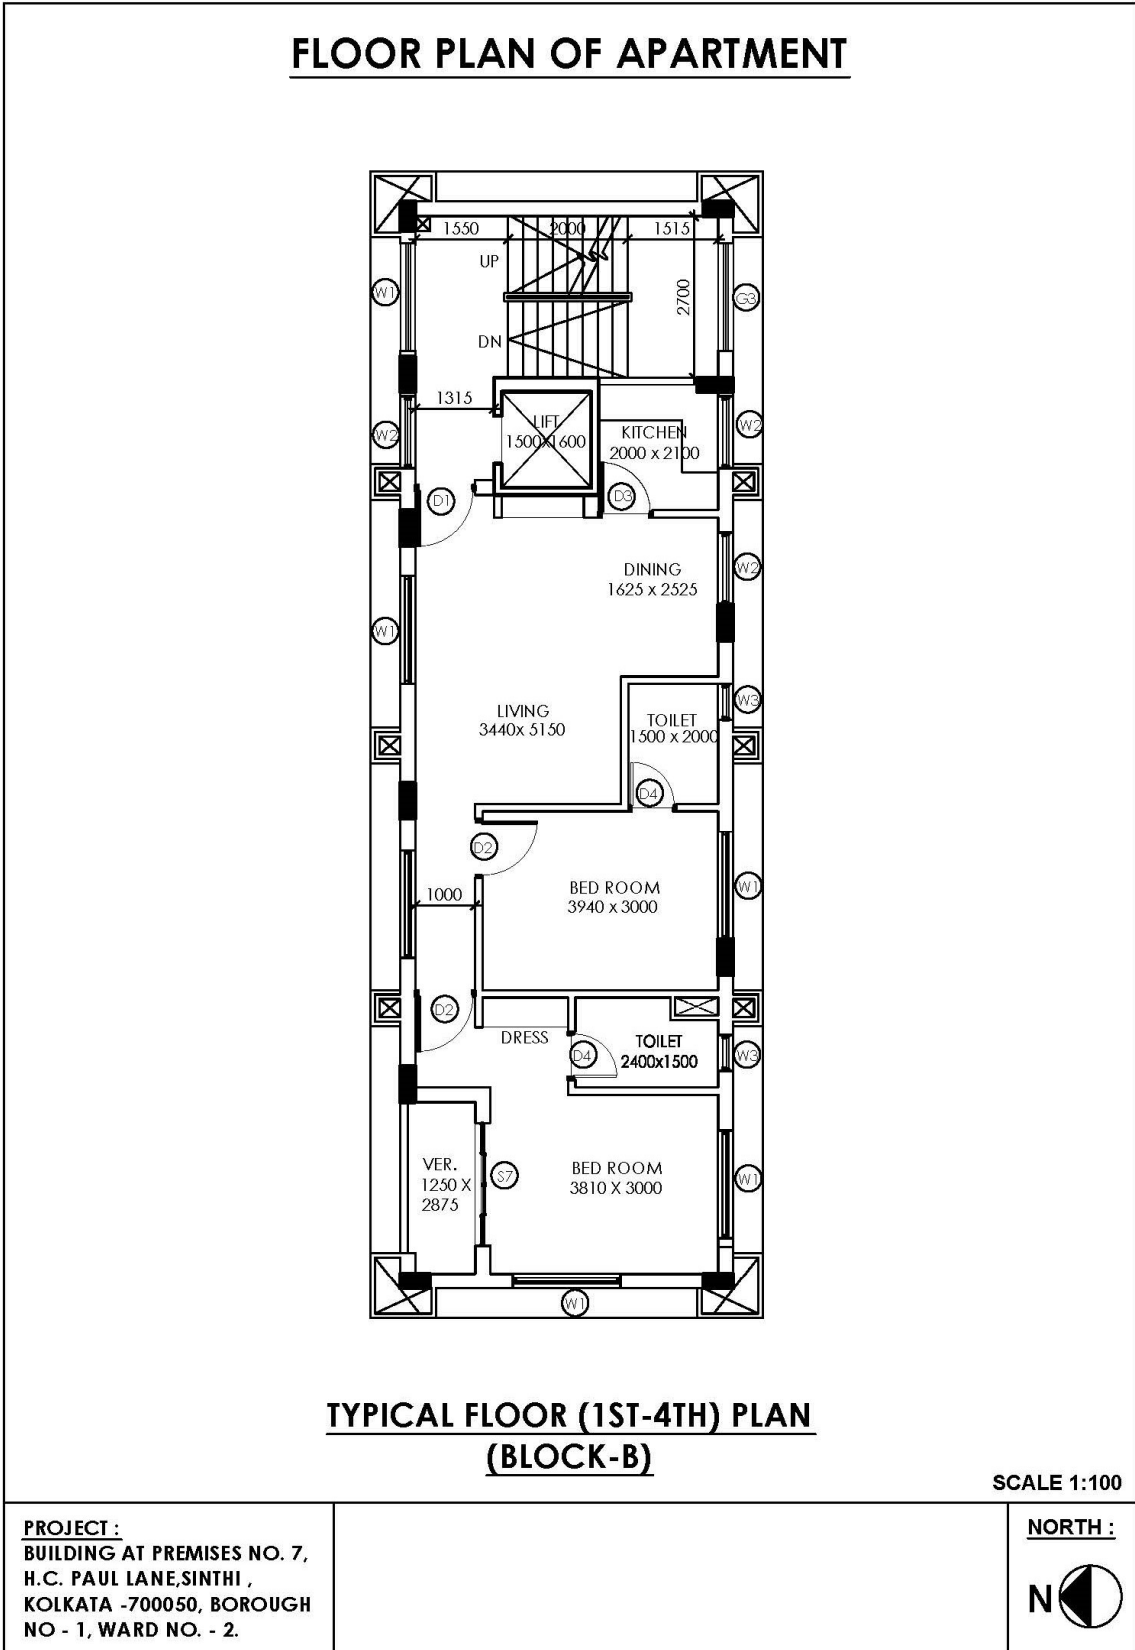 FLOOR PLAN OF APARTMENT
1550
2000
1515
UP
W1
G3
2700
DN
1315
LIFT
1500X1600
KITCHEN
2000 x 2100
W2
W2
D1
D3
DINING
1625 x 2525
W2
W1
LIVING
3440x 5150
TOILET
1500 x 2000
W3
D4
D2
BED ROOM
3940 x 3000
W1
1000
D2
DRESS
D4
TOILET
2400x1500
W3
VER.
1250 X
2875
S7
BED ROOM
3810 X 3000
W1
W1
TYPICAL FLOOR (1ST-4TH) PLAN
(BLOCK-B)
SCALE 1:100
PROJECT :
BUILDING AT PREMISES NO. 7,
H.C. PAUL LANE,SINTHI ,
KOLKATA -700050, BOROUGH
NO - 1, WARD NO. - 2.
NORTH :
N